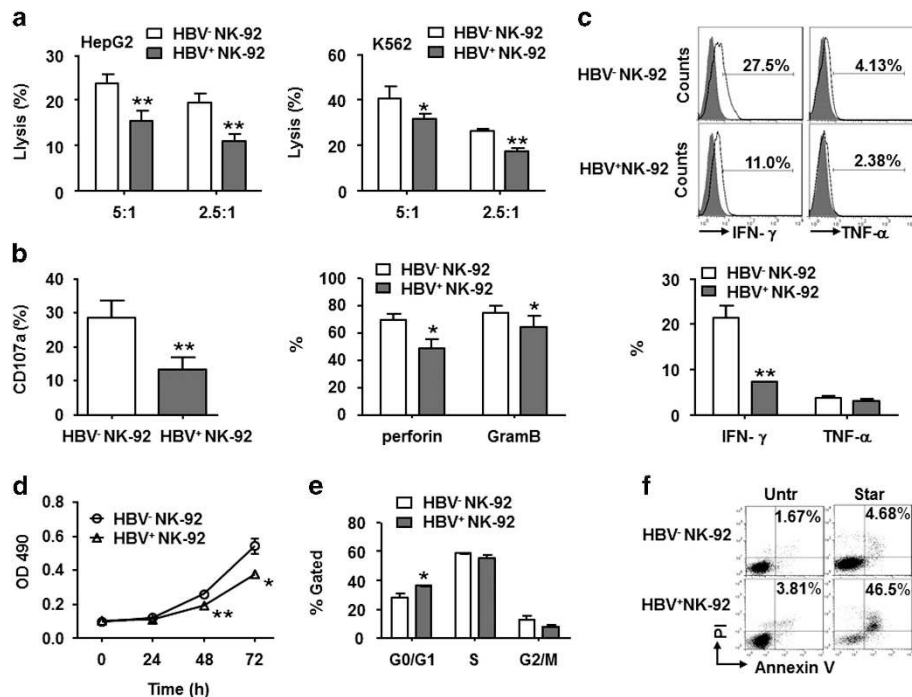 a
HepG2
HBV- NK-92
HBV+ NK-92
Llysis (%)
30
20
10
0
**
**
5:1
2.5:1
K562
HBV- NK-92
HBV+ NK-92
Lysis (%)
60
40
20
0
*
**
5:1
2.5:1
c
HBV- NK-92
Counts
27.5%
4.13%
HBV+NK-92
Counts
11.0%
2.38%
IFN- γ
TNF-α
b
CD107a (%)
40
30
20
10
0
**
HBV- NK-92
HBV+ NK-92
HBV- NK-92
HBV+ NK-92
%
100
80
60
40
20
0
*
*
perforin
GramB
HBV- NK-92
HBV+ NK-92
%
30
20
10
0
**
IFN- γ
TNF-α
d
OD 490
0.8
0.6
0.4
0.2
0.0
HBV- NK-92
HBV+ NK-92
**
*
0
24
48
72
Time (h)
e
HBV- NK-92
HBV+ NK-92
% Gated
90
60
30
0
*
G0/G1
S
G2/M
f
Untr
Star
HBV- NK-92
1.67%
4.68%
HBV+NK-92
3.81%
46.5%
PI
Annexin V